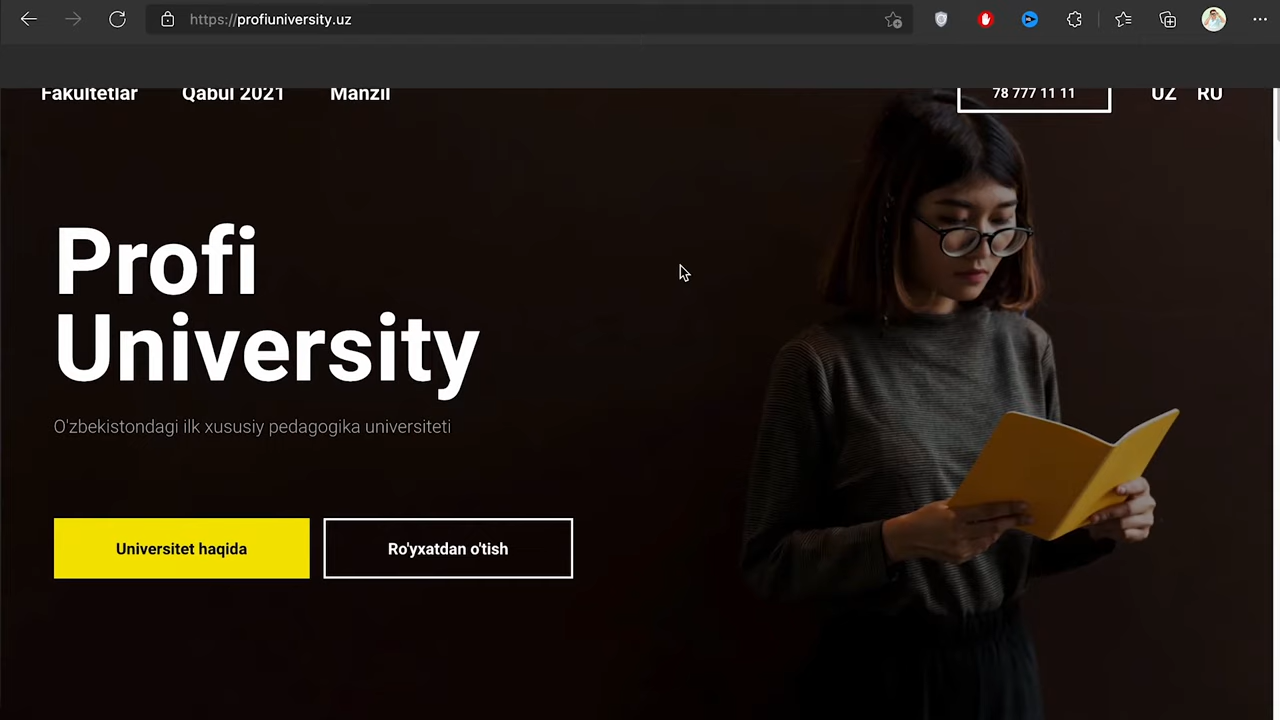 https://profiuniversity.uz
Fakultetlar Qabul 2021 Manzil 78 777 11 11 UZ RU
Profi
University
O'zbekistondagi ilk xususiy pedagogika universiteti
Universitet haqida Ro'yxatdan o'tish